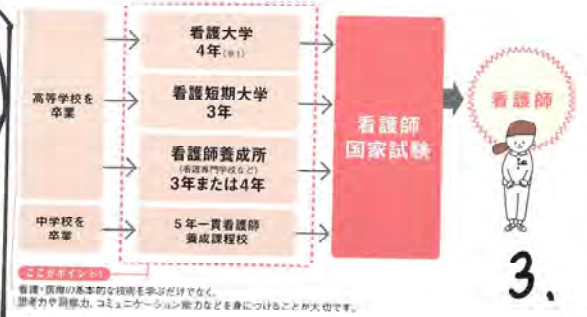 高等学校を
卒業
看護大学
4年(※1)
看護短期大学
3年
看護師養成所
(看護専門学校など)
3年または4年
中学校を
卒業
5年一貫看護師
養成課程校
看護師
国家試験
看護師
ここがポイント!
看護・医療の基本的な技術を学ぶだけでなく、
思考力や洞察力、コミュニケーション能力などを身につけることが大切です。
3.